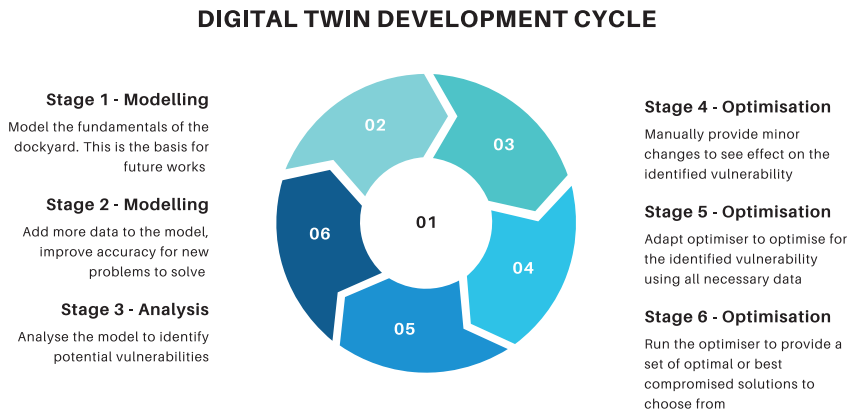 DIGITAL TWIN DEVELOPMENT CYCLE
Stage 1 - Modelling
Model the fundamentals of the
dockyard. This is the basis for
future works
Stage 2 - Modelling
Add more data to the model,
improve accuracy for new
problems to solve
Stage 3 - Analysis
Analyse the model to identify
potential vulnerabilities
02
03
01
06
04
05
Stage 4 - Optimisation
Manually provide minor
changes to see effect on the
identified vulnerability
Stage 5 - Optimisation
Adapt optimiser to optimise for
the identified vulnerability
using all necessary data
Stage 6 - Optimisation
Run the optimiser to provide a
set of optimal or best
compromised solutions to
choose from